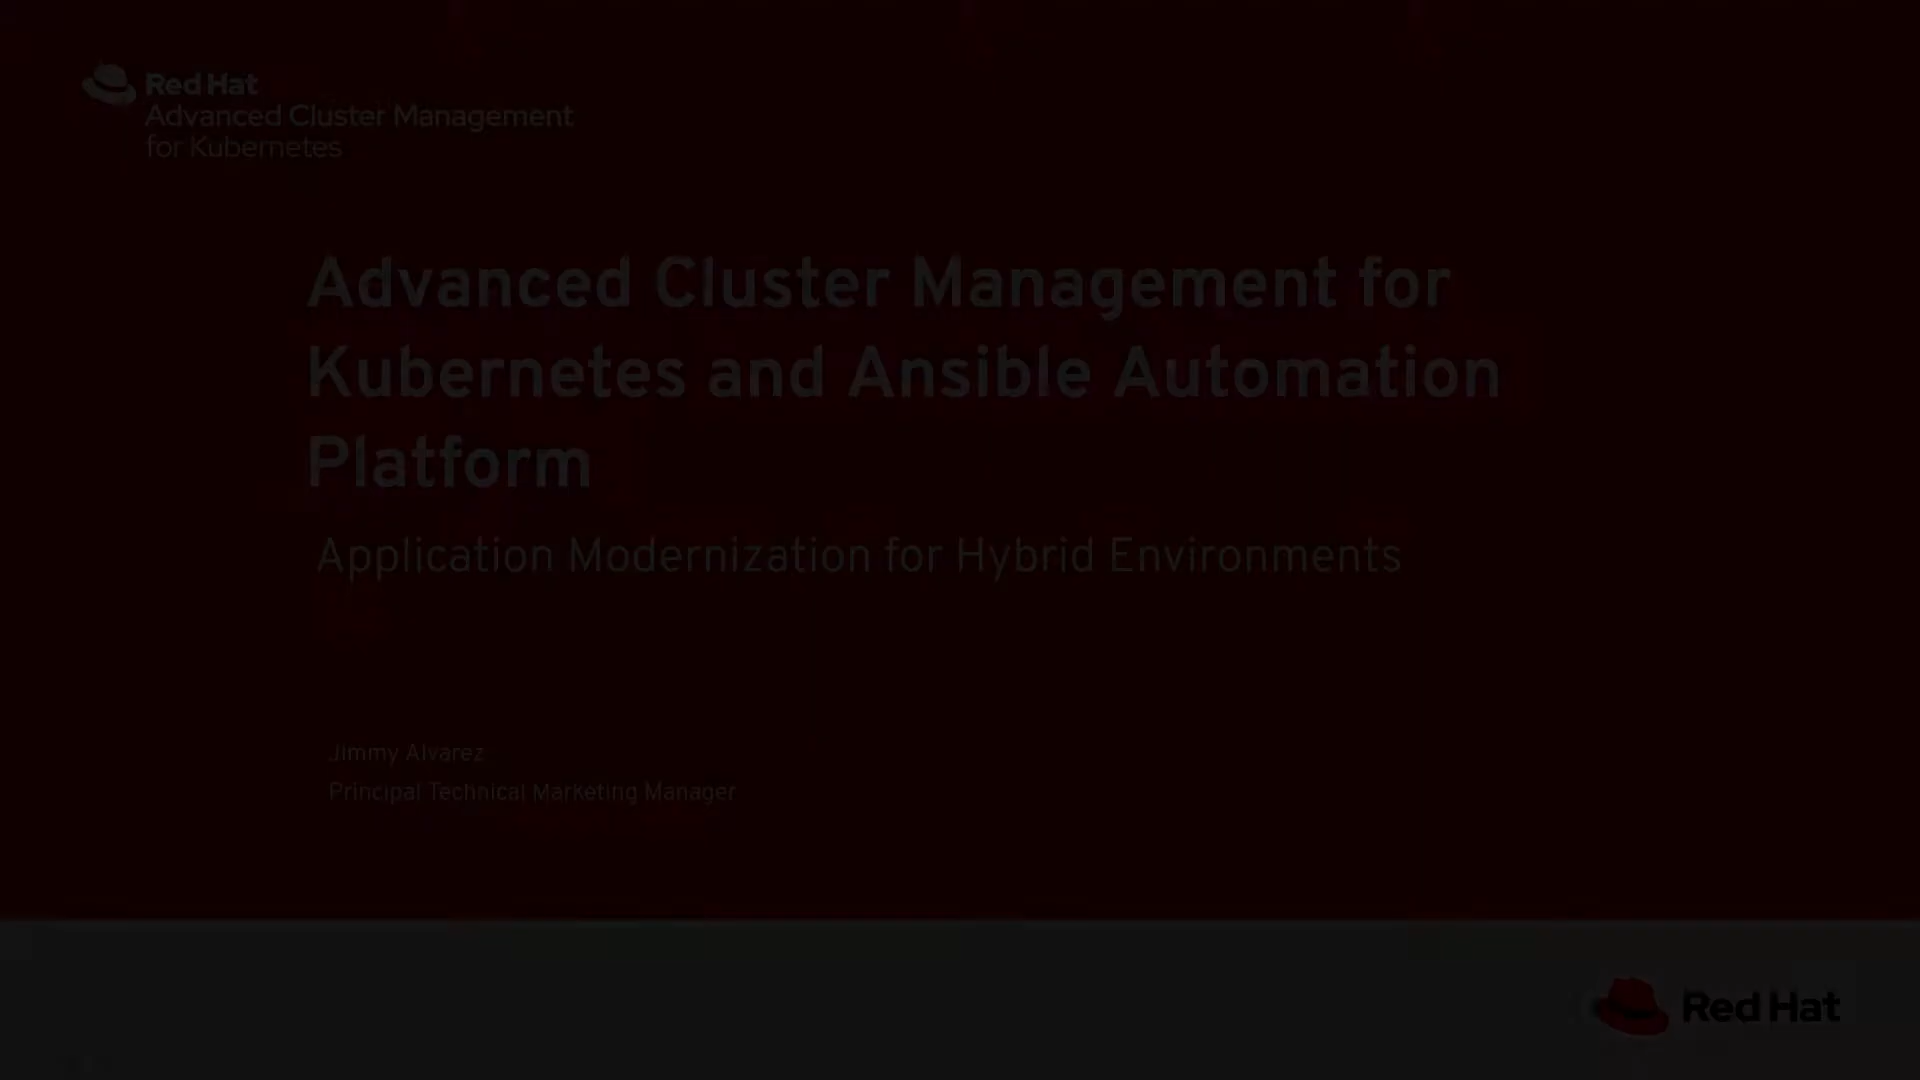 Red Hat
Advanced Cluster Management
for Kubernetes
Advanced Cluster Management for
Kubernetes and Ansible Automation
Platform
Application Modernization for Hybrid Environments
Jimmy Alvarez
Principal Technical Marketing Manager
Red Hat